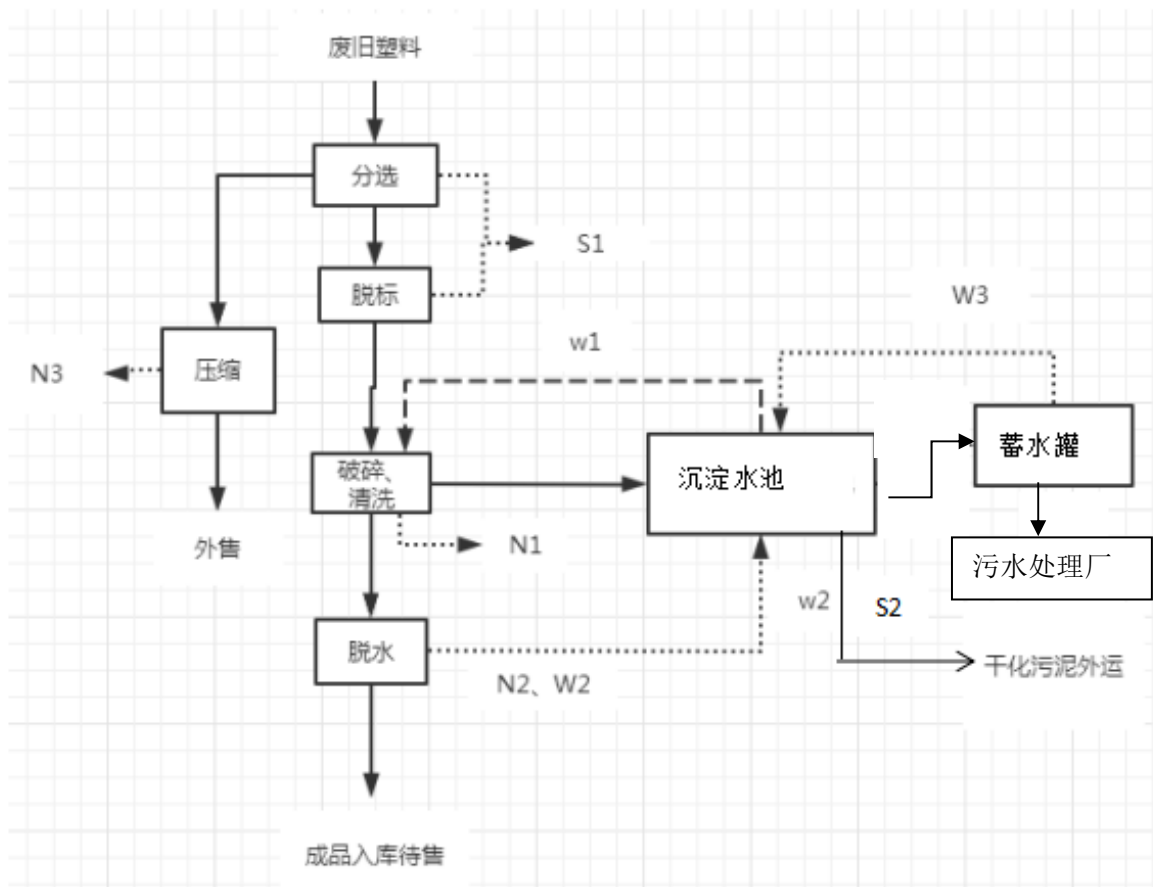 废旧塑料
分选
S1
脱标
W3
w1
N3
压缩
蓄水罐
破碎、
清洗
沉淀水池
外售
N1
污水处理厂
w2
S2
脱水
N2、W2
干化污泥外运
成品入库待售